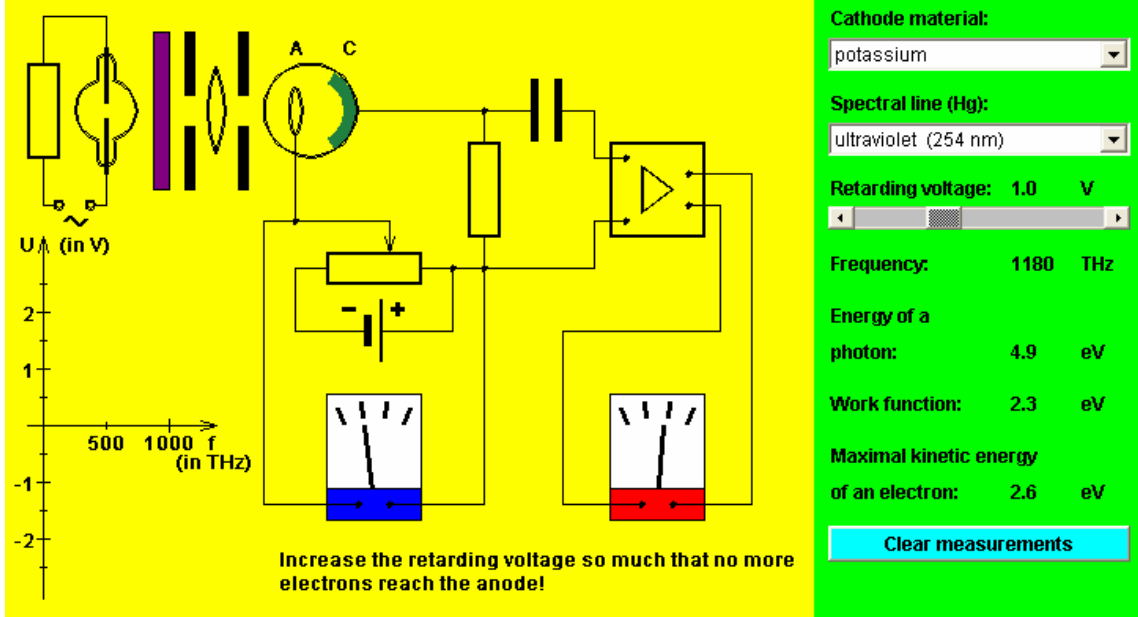 A C
~
U (in V)
2
1
500 1000 f
(in THz)
-1
-2
- +
Increase the retarding voltage so much that no more
electrons reach the anode!
Cathode material:
potassium
Spectral line (Hg):
ultraviolet (254 nm)
Retarding voltage: 1.0 V
Frequency: 1180 THz
Energy of a
photon: 4.9 eV
Work function: 2.3 eV
Maximal kinetic energy
of an electron: 2.6 eV
Clear measurements